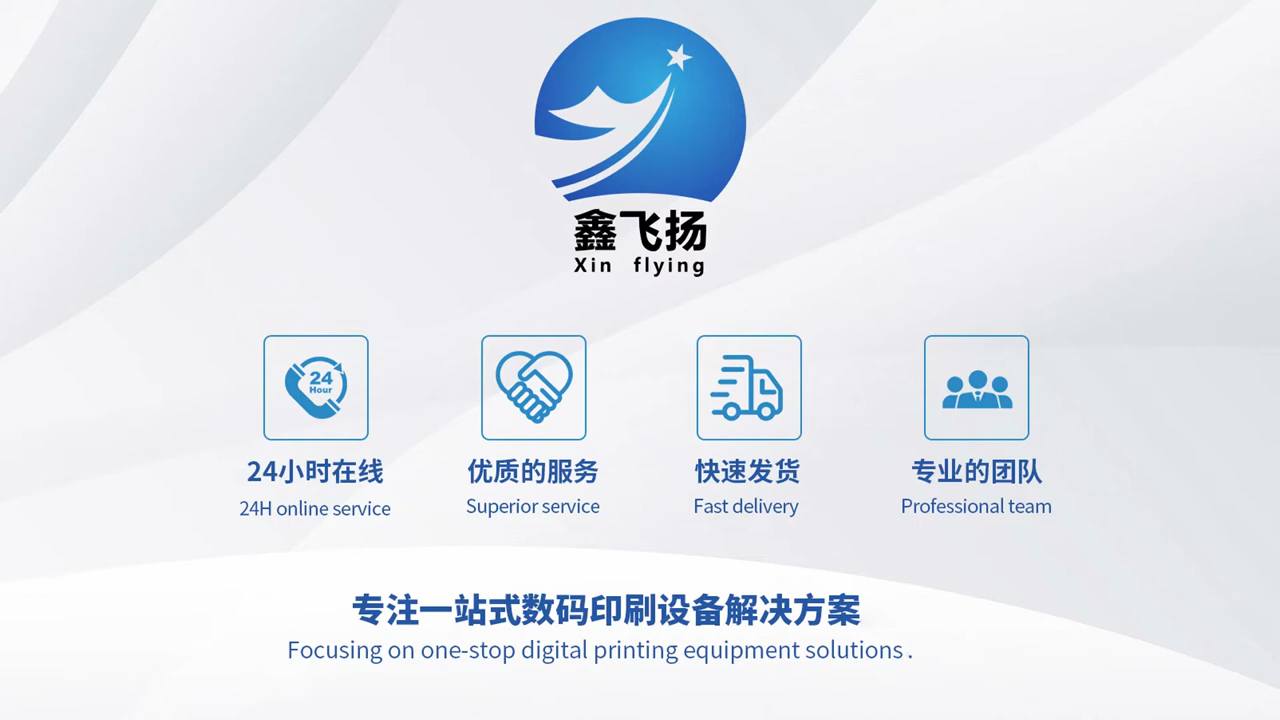 鑫飞扬
Xin flying
24 Hour
24小时在线
24H online service
优质的服务
Superior service
快速发货
Fast delivery
专业的团队
Professional team
专注一站式数码印刷设备解决方案
Focusing on one-stop digital printing equipment solutions .